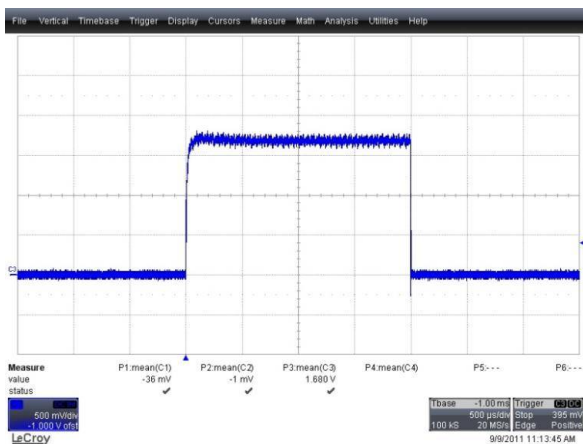 File Vertical Timebase Trigger Display Cursors Measure Math Analysis Utilities Help
C3
Measure P1:mean(C1) P2:mean(C2) P3:mean(C3) P4:mean(C4) P5:- - - P6:- - -
value -36 mV -1 mV 1.680 V
status ✓ ✓ ✓
500 mV/div
-1.000 V ofst
Tbase -1.00 ms
500 µs/div
100 kS 20 MS/s
Trigger C3 DC
Stop 395 mV
Edge Positive
LeCroy
9/9/2011 11:13:45 AM